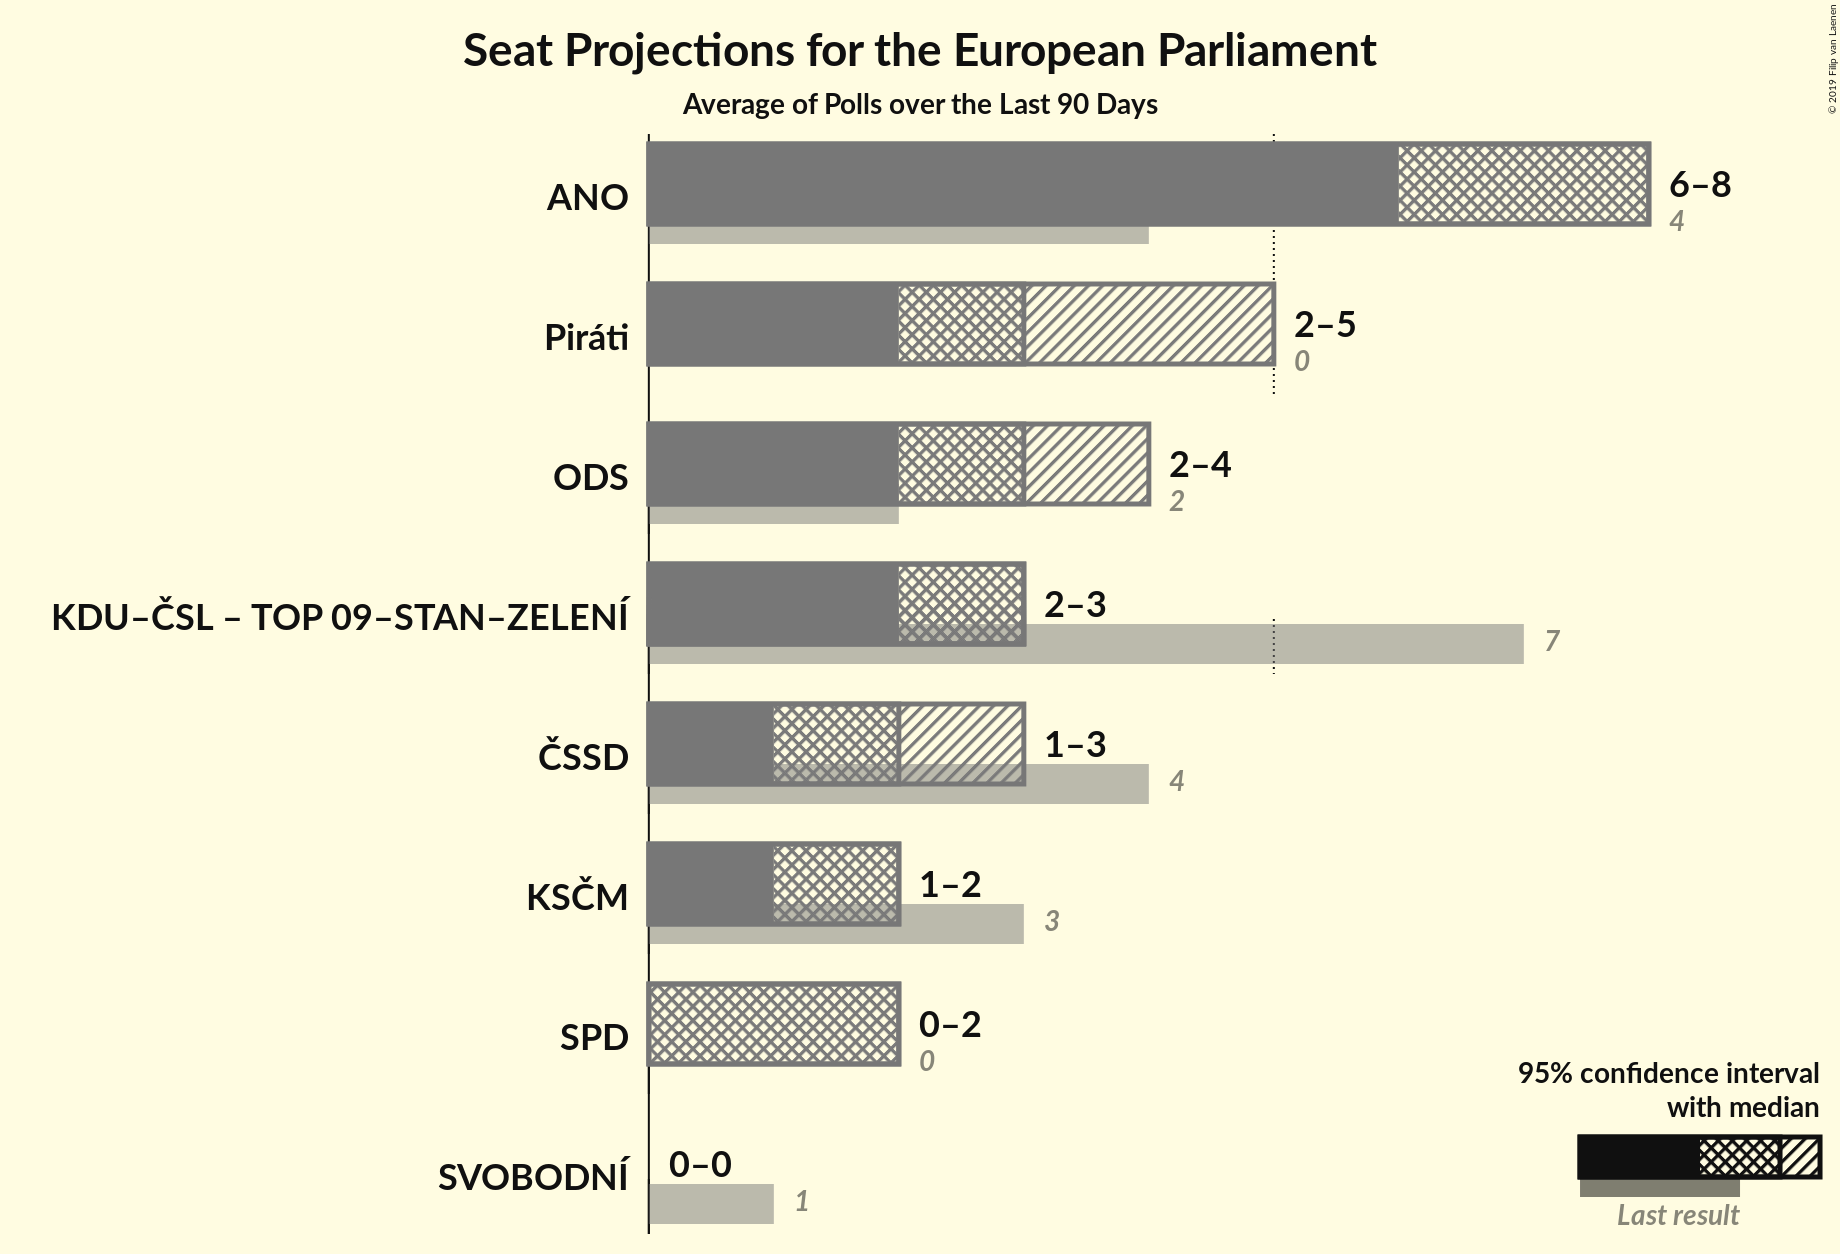 Seat Projections for the European Parliament
Average of Polls over the Last 90 Days
© 2019 Filip van Laenen
ANO
6–8
4
Piráti
2–5
0
ODS
2–4
2
KDU–ČSL – TOP 09–STAN–ZELENÍ
2–3
7
ČSSD
1–3
4
KSČM
1–2
3
SPD
0–2
0
SVOBODNÍ
0–0
1
95% confidence interval
with median
Last result